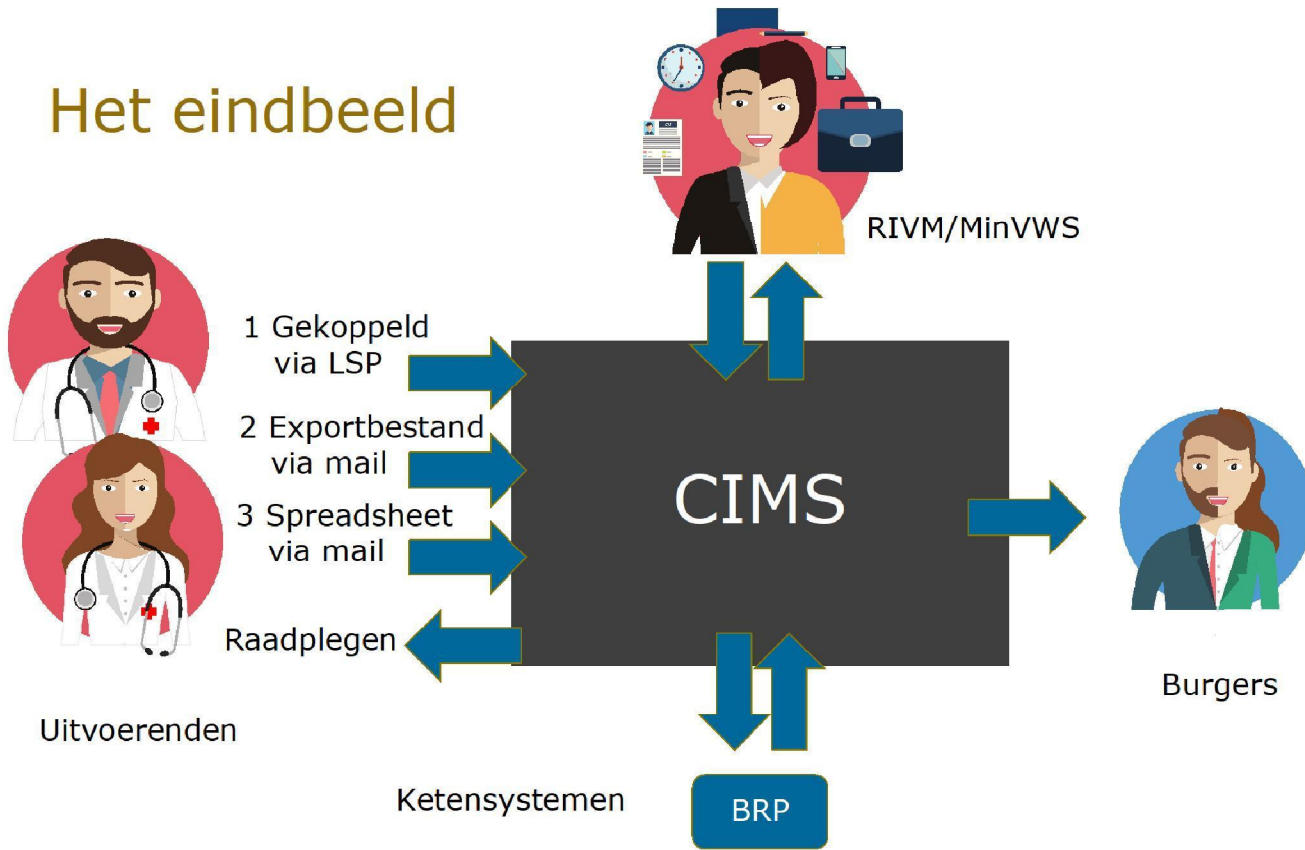 Het eindbeeld
RIVM/MinVWS
1 Gekoppeld
via LSP
2 Exportbestand
via mail
3 Spreadsheet
via mail
Raadplegen
Uitvoerenden
CIMS
Burgers
Ketensystemen
BRP